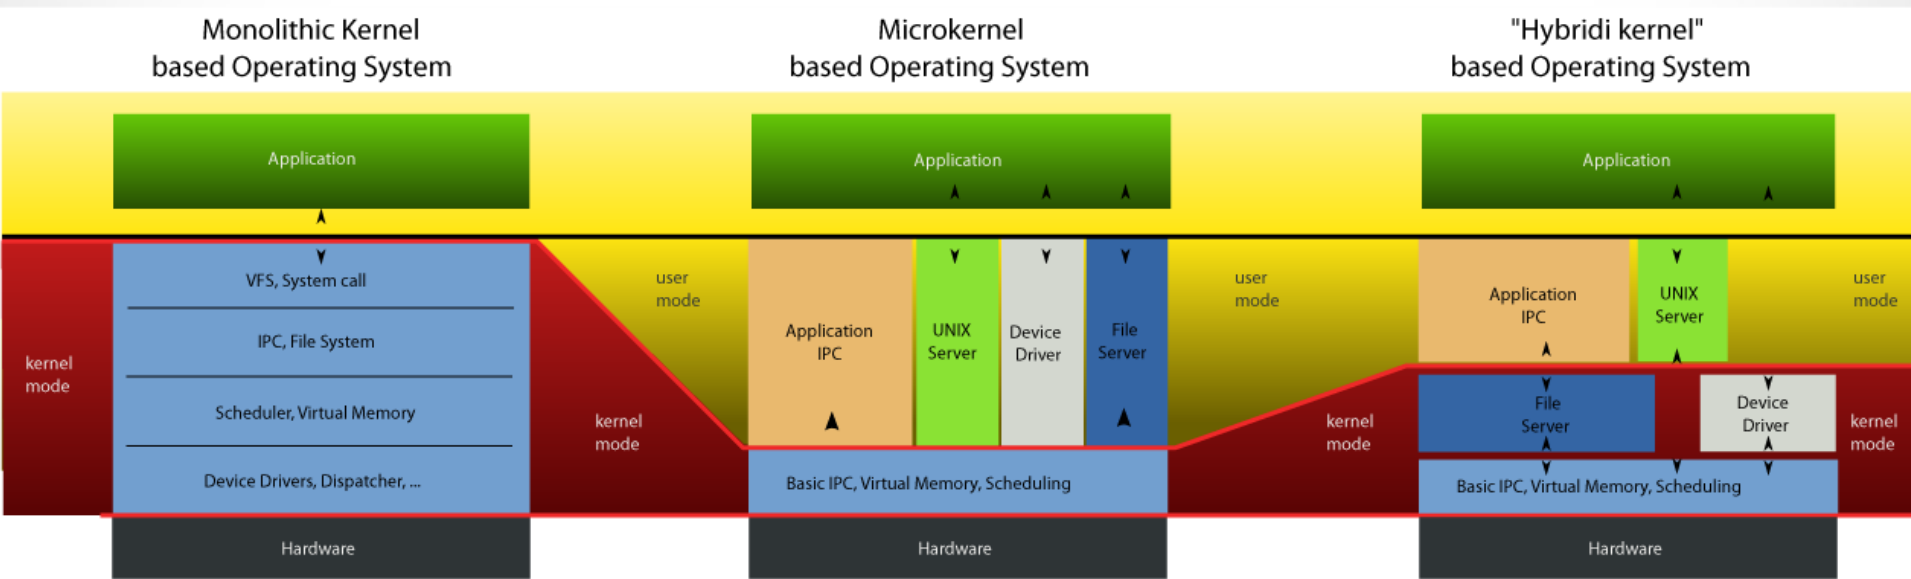 Monolithic Kernel
based Operating System
Microkernel
based Operating System
"Hybridi kernel"
based Operating System
Application
Application
Application
VFS, System call
IPC, File System
Scheduler, Virtual Memory
Device Drivers, Dispatcher, ...
Hardware
kernel
mode
user
mode
kernel
mode
Application
IPC
UNIX
Server
Device
Driver
File
Server
Basic IPC, Virtual Memory, Scheduling
Hardware
user
mode
kernel
mode
Application
IPC
UNIX
Server
File
Server
Device
Driver
Basic IPC, Virtual Memory, Scheduling
Hardware
user
mode
kernel
mode